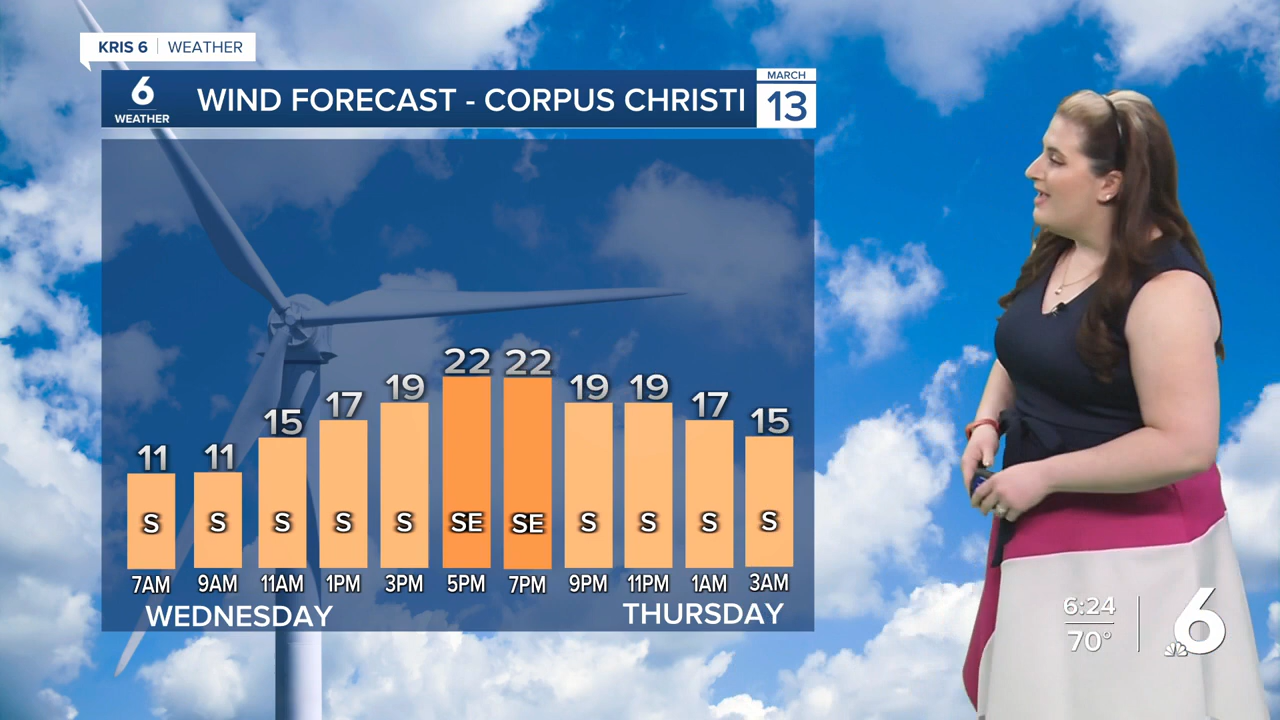 KRIS 6 | WEATHER
6
WEATHER
WIND FORECAST - CORPUS CHRISTI
MARCH
13
11 11 15 17 19 22 22 19 19 17 15
S S S S S SE SE S S S S
7AM 9AM 11AM 1PM 3PM 5PM 7PM 9PM 11PM 1AM 3AM
WEDNESDAY THURSDAY
6:24
70°
6